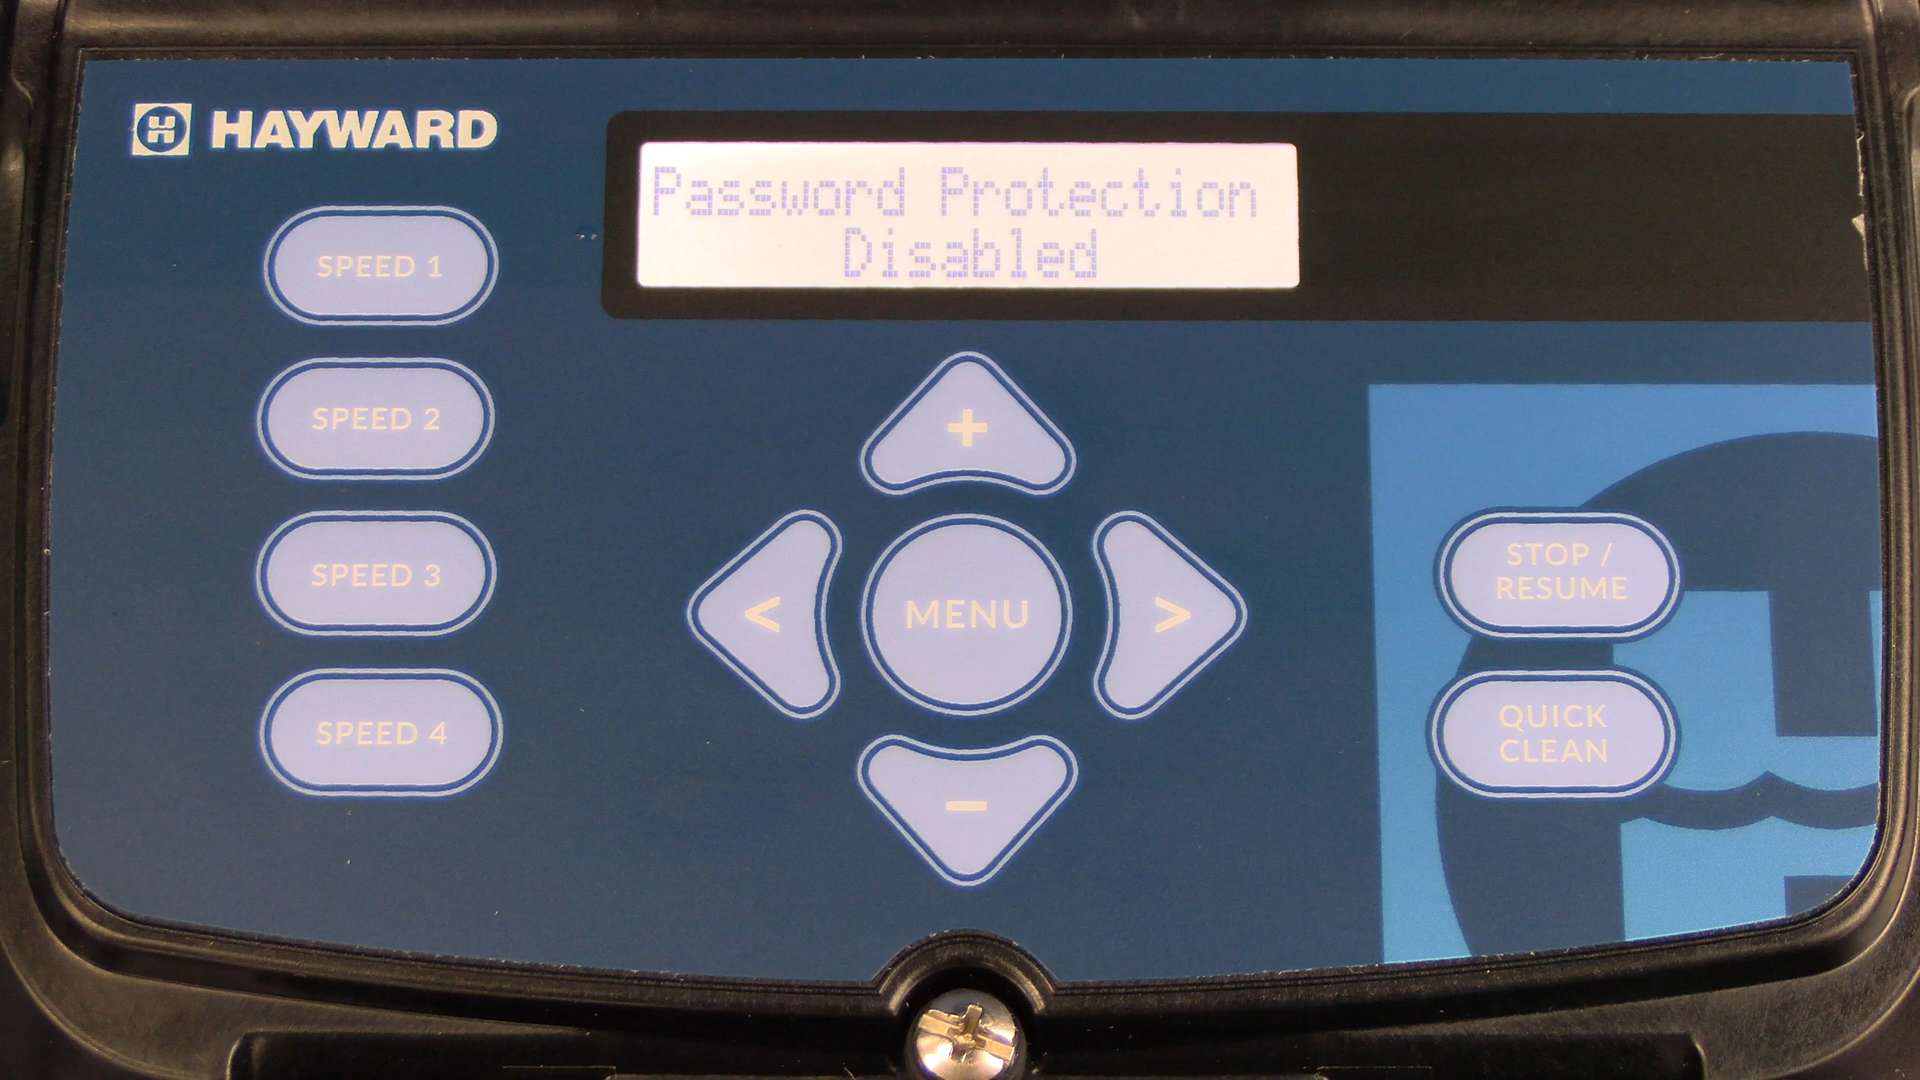 HAYWARD
Password Protection
Disabled
SPEED 1
SPEED 2
SPEED 3
SPEED 4
+
<
MENU
>
-
STOP /
RESUME
QUICK
CLEAN